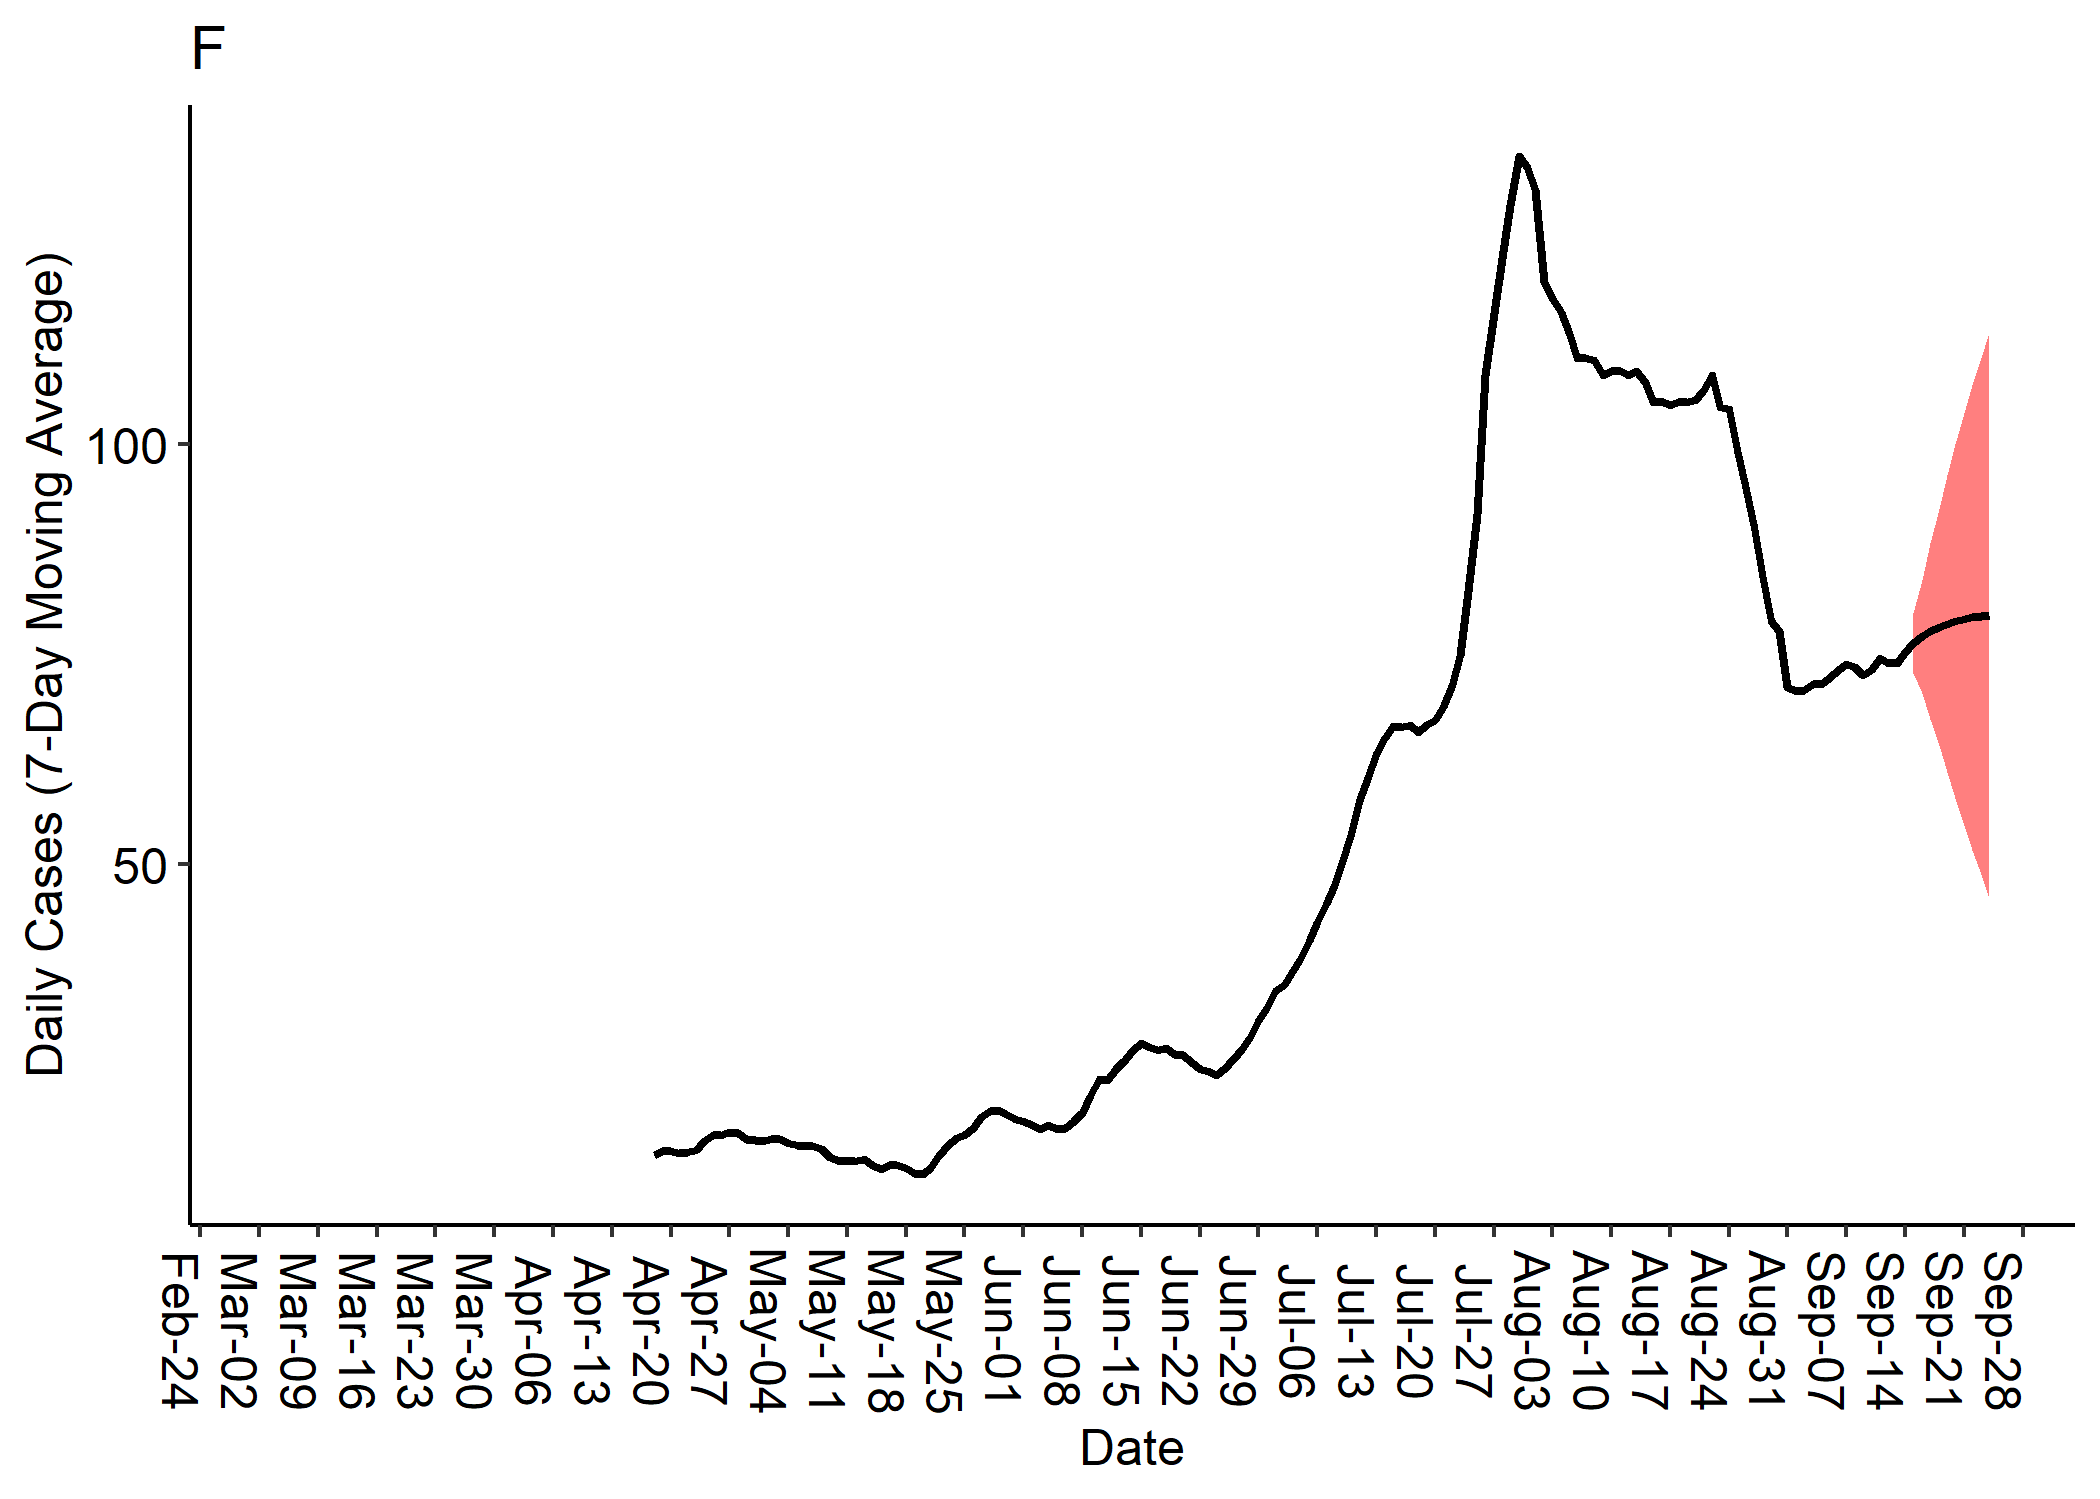 F
Daily Cases (7-Day Moving Average)
100
50
Feb-24
Mar-02
Mar-09
Mar-16
Mar-23
Mar-30
Apr-06
Apr-13
Apr-20
Apr-27
May-04
May-11
May-18
May-25
Jun-01
Jun-08
Jun-15
Jun-22
Jun-29
Jul-06
Jul-13
Jul-20
Jul-27
Aug-03
Aug-10
Aug-17
Aug-24
Aug-31
Sep-07
Sep-14
Sep-21
Sep-28
Date